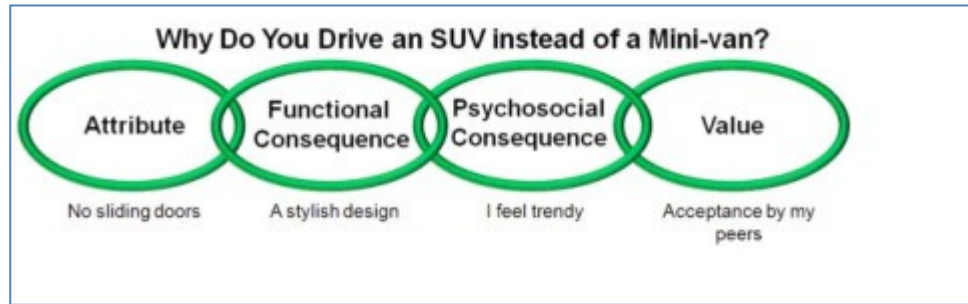 Why Do You Drive an SUV instead of a Mini-van?
Attribute
Functional
Consequence
Psychosocial
Consequence
Value
No sliding doors
A stylish design
I feel trendy
Acceptance by my
peers